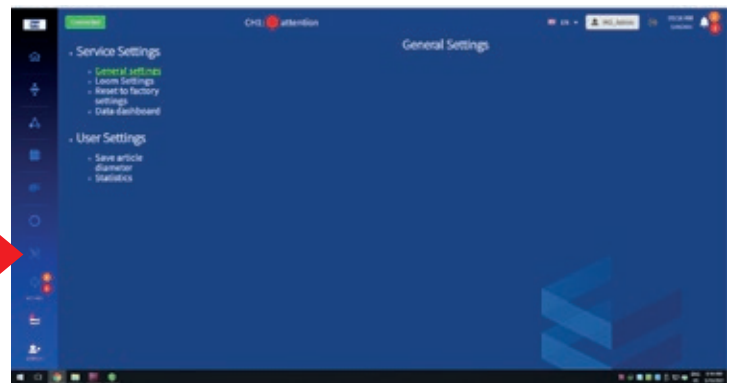 Connected
CH1: attention
EN
General Settings
Service Settings
General settings
Loom Settings
Reset to factory
settings
Data dashboard
User Settings
Save article
diameter
Statistics